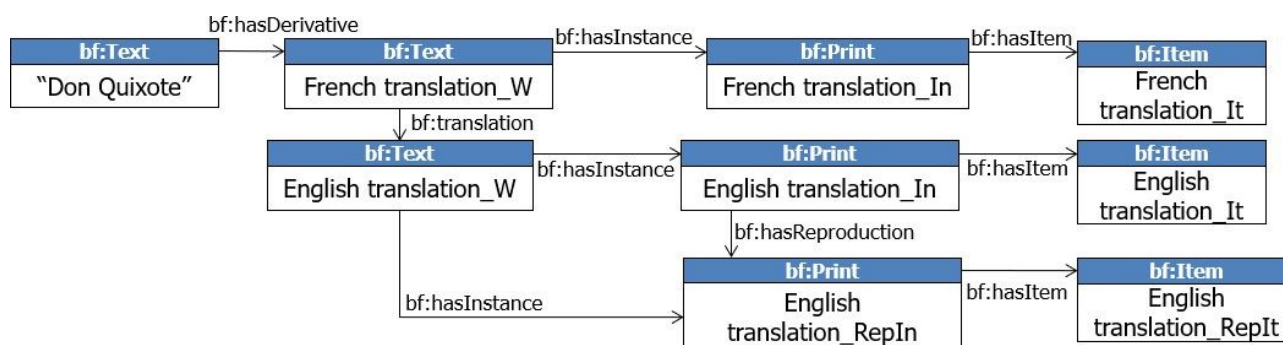 bf:Text
“Don Quixote”
bf:hasDerivative
bf:Text
French translation_W
bf:hasInstance
bf:Print
French translation_In
bf:hasItem
bf:Item
French
translation_It
bf:translation
bf:Text
English translation_W
bf:hasInstance
bf:Print
English translation_In
bf:hasItem
bf:Item
English
translation_It
bf:hasReproduction
bf:hasInstance
bf:Print
English
translation_RepIn
bf:hasItem
bf:Item
English
translation_RepIt